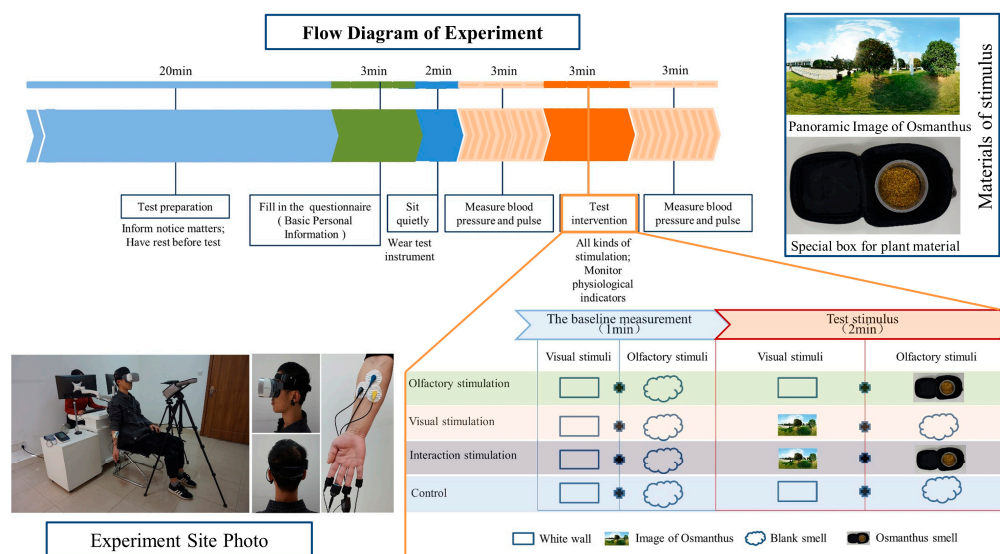 Flow Diagram of Experiment
20min
3min
2min
3min
3min
3min
Test preparation
Inform notice matters;
Have rest before test
Fill in the questionnaire
( Basic Personal
Information )
Sit
quietly
Wear test
instrument
Measure blood
pressure and pulse
Test
intervention
All kinds of
stimulation;
Monitor
physiological
indicators
Measure blood
pressure and pulse
Panoramic Image of Osmanthus
Special box for plant material
Materials of stimulus
The baseline measurement
(1min)
Test stimulus
(2min)
Visual stimuli
Olfactory stimuli
Visual stimuli
Olfactory stimuli
Olfactory stimulation
Visual stimulation
Interaction stimulation
Control
White wall
Image of Osmanthus
Blank smell
Osmanthus smell
Experiment Site Photo